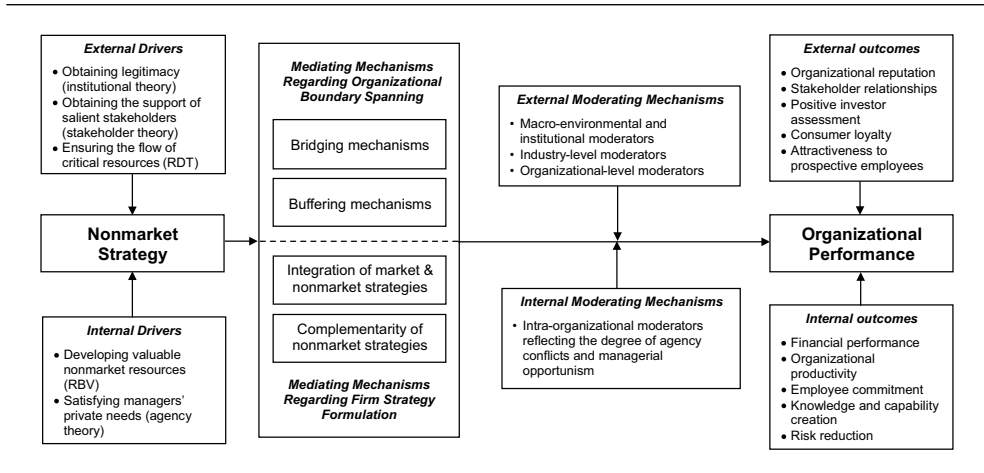 External Drivers
• Obtaining legitimacy
(institutional theory)
• Obtaining the support of
salient stakeholders
(stakeholder theory)
• Ensuring the flow of
critical resources (RDT)
Nonmarket
Strategy
Internal Drivers
• Developing valuable
nonmarket resources
(RBV)
• Satisfying managers'
private needs (agency
theory)
Mediating Mechanisms
Regarding Organizational
Boundary Spanning
Bridging mechanisms
Buffering mechanisms
Integration of market &
nonmarket strategies
Complementarity of
nonmarket strategies
Mediating Mechanisms
Regarding Firm Strategy
Formulation
External Moderating Mechanisms
• Macro-environmental and
institutional moderators
• Industry-level moderators
• Organizational-level moderators
Internal Moderating Mechanisms
• Intra-organizational moderators
reflecting the degree of agency
conflicts and managerial
opportunism
External outcomes
• Organizational reputation
• Stakeholder relationships
• Positive investor
assessment
• Consumer loyalty
• Attractiveness to
prospective employees
Organizational
Performance
Internal outcomes
• Financial performance
• Organizational
productivity
• Employee commitment
• Knowledge and capability
creation
• Risk reduction